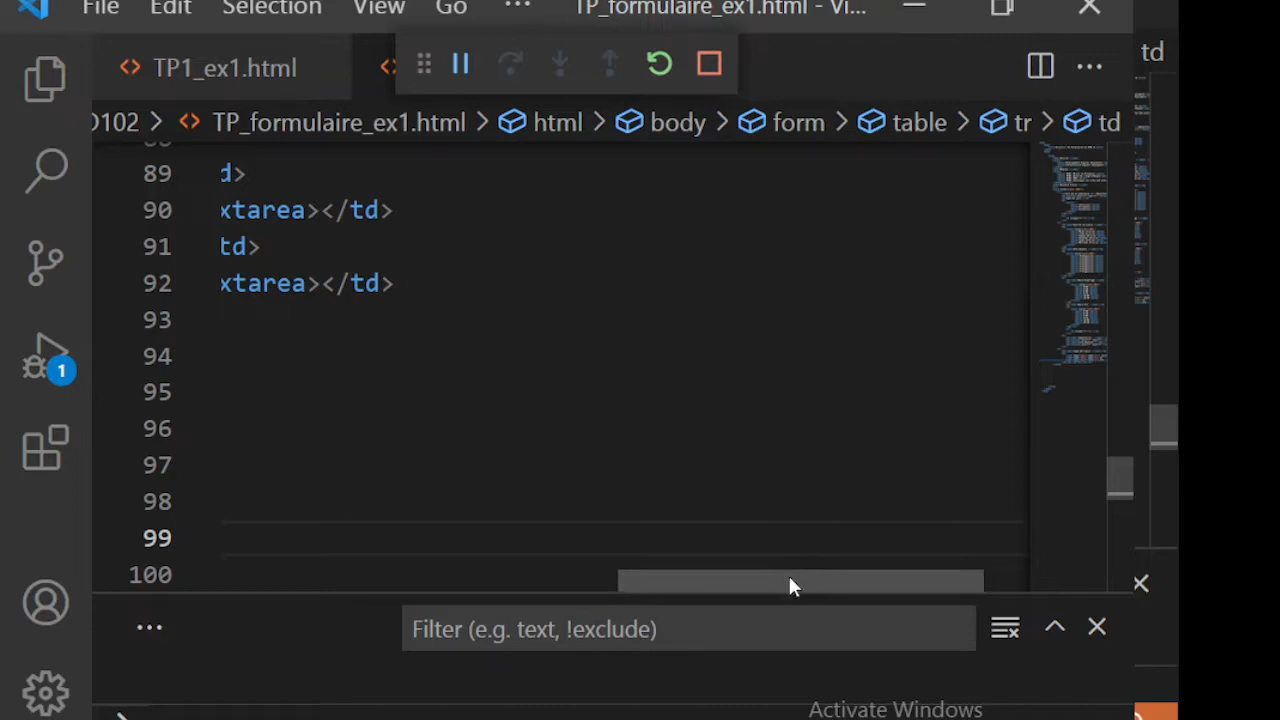 File Edit Selection View Go ··· TP_formulaire_ex1.html - Vi...
TP1_ex1.html
td
D102 > TP_formulaire_ex1.html > html > body > form > table > tr > td
89 d>
90 xtarea></td>
91 td>
92 xtarea></td>
93
94
95
96
97
98
99
100
1
Filter (e.g. text, !exclude)
Activate Windows